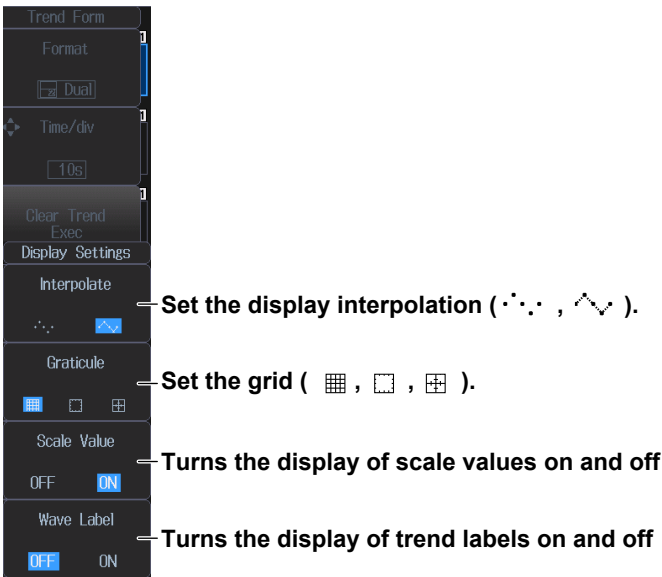 Trend Form
Format
Dual
Time/div
10s
Clear Trend
Exec
Display Settings
Interpolate
Set the display interpolation ( , ).
Graticule
Set the grid ( , , ).
Scale Value
OFF ON
Turns the display of scale values on and off
Wave Label
OFF ON
Turns the display of trend labels on and off